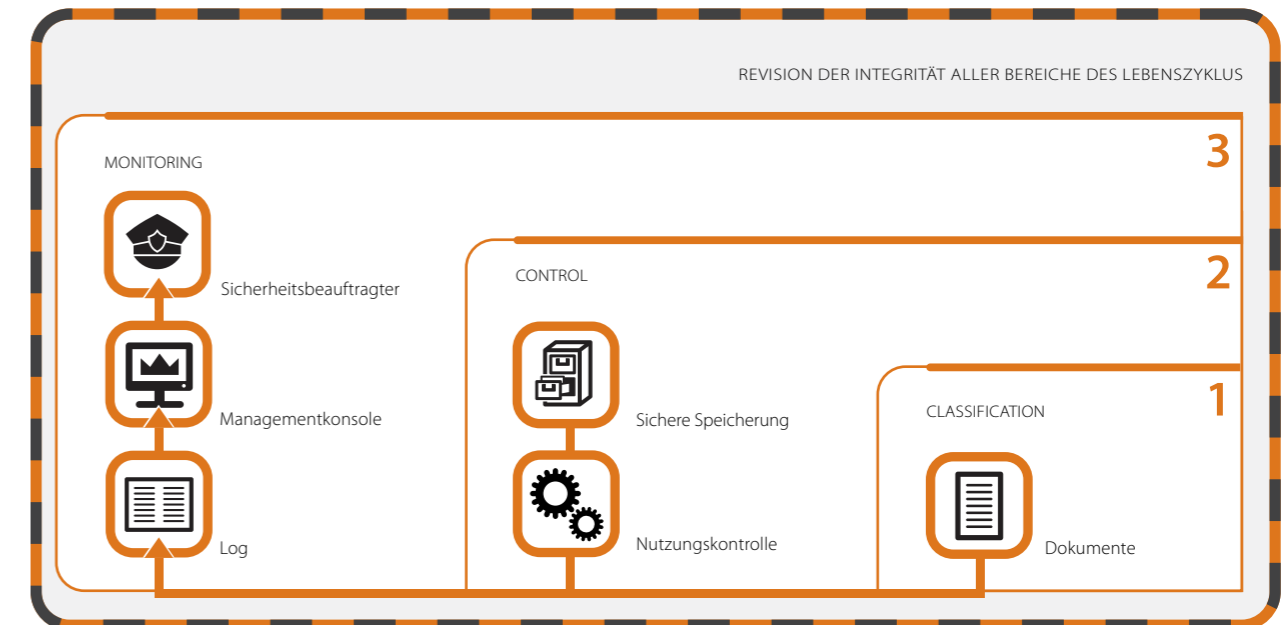 REVISION DER INTEGRITÄT ALLER BEREICHE DES LEBENSZYKLUS
3
MONITORING
Sicherheitsbeauftragter
Managementkonsole
Log
2
CONTROL
Sichere Speicherung
Nutzungskontrolle
1
CLASSIFICATION
Dokumente